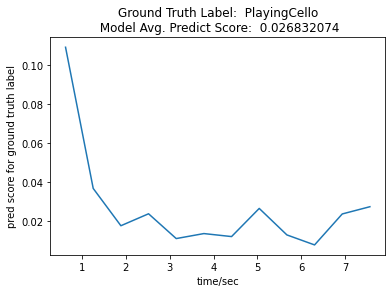 Ground Truth Label:  PlayingCello
Model Avg. Predict Score:  0.026832074
pred score for ground truth label
0.10
0.08
0.06
0.04
0.02
1 2 3 4 5 6 7
time/sec